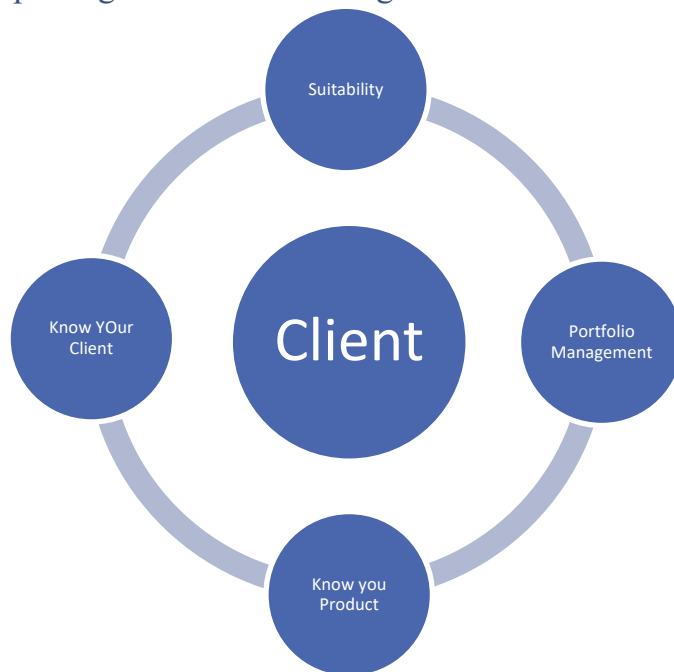 Suitability
Know YOur
Client
Client
Portfolio
Management
Know you
Product